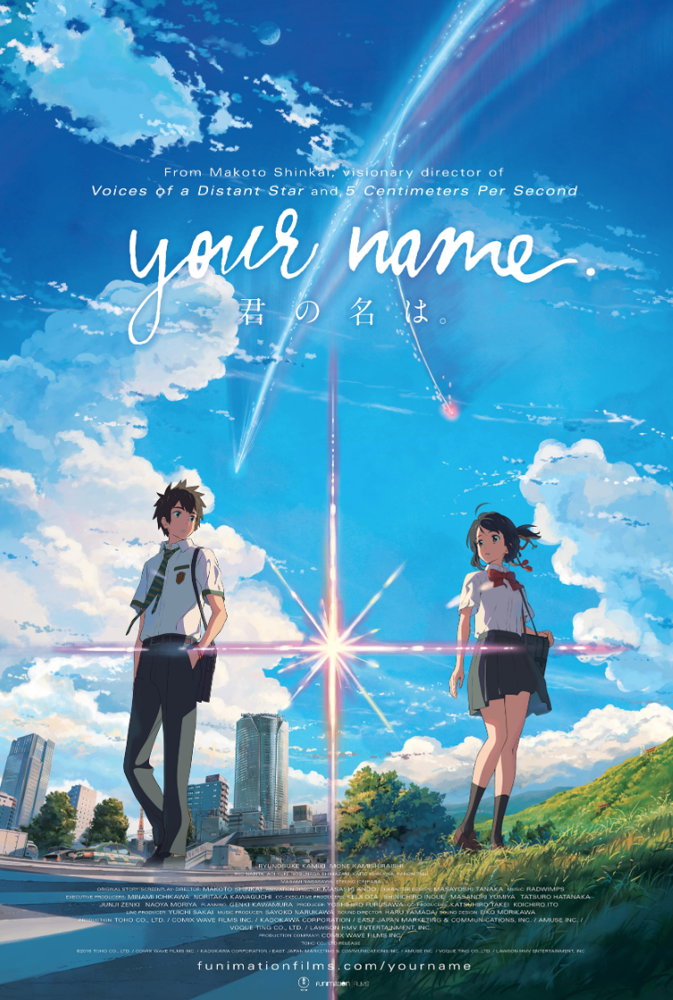 From Makoto Shinkai, visionary director of
Voices of a Distant Star and 5 Centimeters Per Second
your name.
君の名は。
RYUNOSUKE KAMIKI MONE KAMISHIRAISHI
MASAMI NAGASAWA ETSUKO ICHIHARA
ORIGINAL STORY SCREENPLAY DIRECTOR: MAKOTO SHINKAI ANIMATION DIRECTOR: MASASHI ANDO CHARACTER DESIGN: MASAYOSHI TANAKA MUSIC: RADWIMPS
EXECUTIVE PRODUCERS: MINAMI ICHIKAWA NORITAKA KAWAGUCHI CO-EXECUTIVE PRODUCERS: KEIJI OTA SHINICHIRO INOUE MASANORI YUMIYA TATSURO HATANAKA
JUNJI ZENKI NAOYA MORIYA PLANNING: GENKI KAWAMURA PRODUCER: YOSHIHIRO FURUSAWA CO-PRODUCERS: KATSUHIRO TAKEI KOICHIRO ITO
LINE PRODUCER: YUICHI SAKAI MUSIC PRODUCER: SAYOKO NARUKAWA SOUND DIRECTOR: HARU YAMADA SOUND DESIGN: EIKO MORIKAWA
PRODUCTION: TOHO CO., LTD. / COMIX WAVE FILMS INC. / KADOKAWA CORPORATION / EAST JAPAN MARKETING & COMMUNICATIONS, INC. / AMUSE INC. /
VOQUE TING CO., LTD. / LAWSON HMV ENTERTAINMENT, INC.
PRODUCTION COMPANY: COMIX WAVE FILMS INC.
TOHO CO., LTD RELEASE
©2016 TOHO CO., LTD. / COMIX WAVE FILMS INC. / KADOKAWA CORPORATION / EAST JAPAN MARKETING & COMMUNICATIONS, INC. / AMUSE INC. / VOQUE TING CO., LTD. / LAWSON HMV ENTERTAINMENT, INC.
funimationfilms.com/yourname
FUNIMATION FILMS